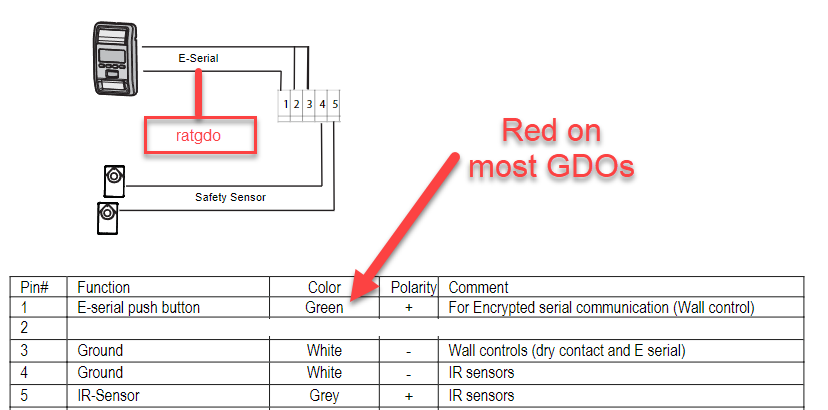 E-Serial
1 2 3 4 5
ratgdo
Red on
most GDOs
Safety Sensor
Pin# Function Color Polarity Comment
1 E-serial push button Green + For Encrypted serial communication (Wall control)
2
3 Ground White - Wall controls (dry contact and E serial)
4 Ground White - IR sensors
5 IR-Sensor Grey + IR sensors